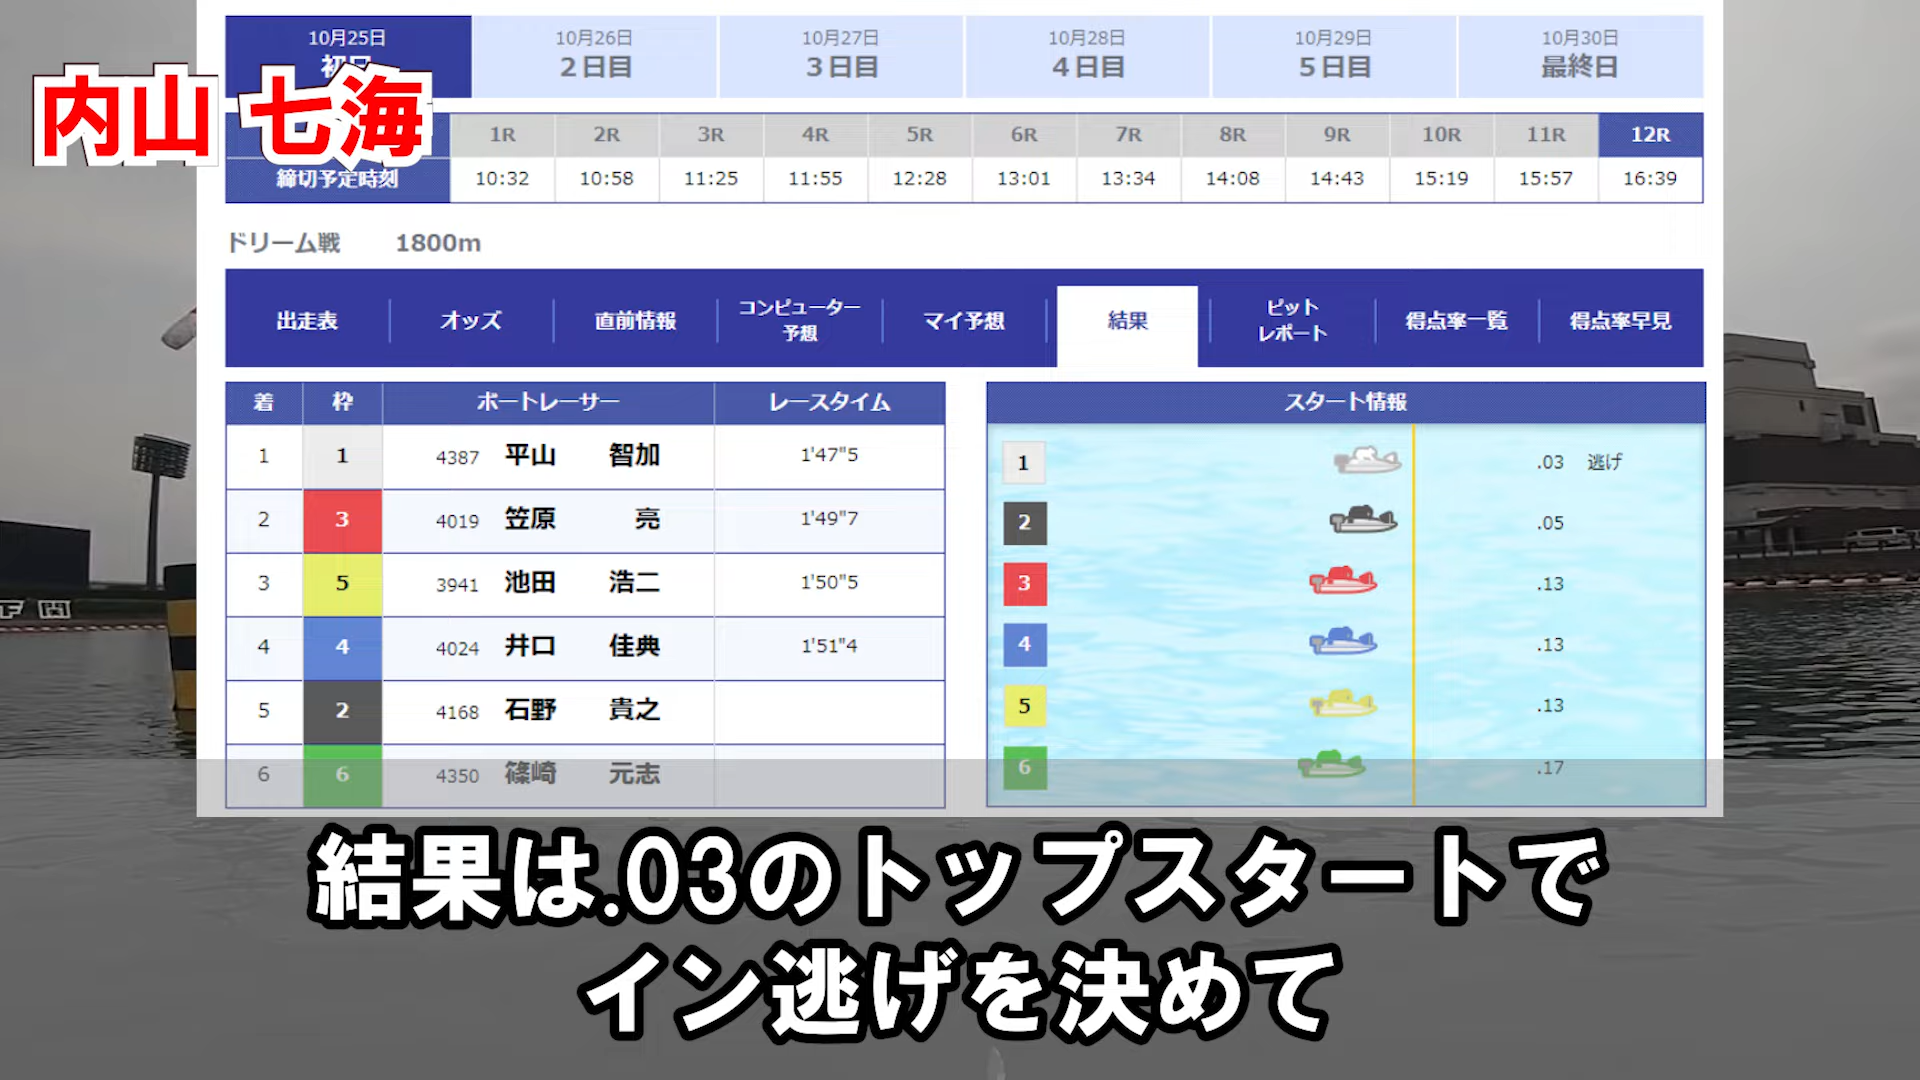 10月25日 10月26日 10月27日 10月28日 10月29日 10月30日
初日 2日目 3日目 4日目 5日目 最終日
内山 七海
1R 2R 3R 4R 5R 6R 7R 8R 9R 10R 11R 12R
締切予定時刻 10:32 10:58 11:25 11:55 12:28 13:01 13:34 14:08 14:43 15:19 15:57 16:39
ドリーム戦 1800m
出走表 オッズ 直前情報 コンピューター予想 マイ予想 結果 ピットレポート 得点率一覧 得点率早見
着 枠 ボートレーサー レースタイム
1 1 4387 平山 智加 1'47"5
2 3 4019 笠原 亮 1'49"7
3 5 3941 池田 浩二 1'50"5
4 4 4024 井口 佳典 1'51"4
5 2 4168 石野 貴之
6 6 4350 篠崎 元志
スタート情報
1 .03 逃げ
2 .05
3 .13
4 .13
5 .13
6 .17
結果は.03のトップスタートで
イン逃げを決めて